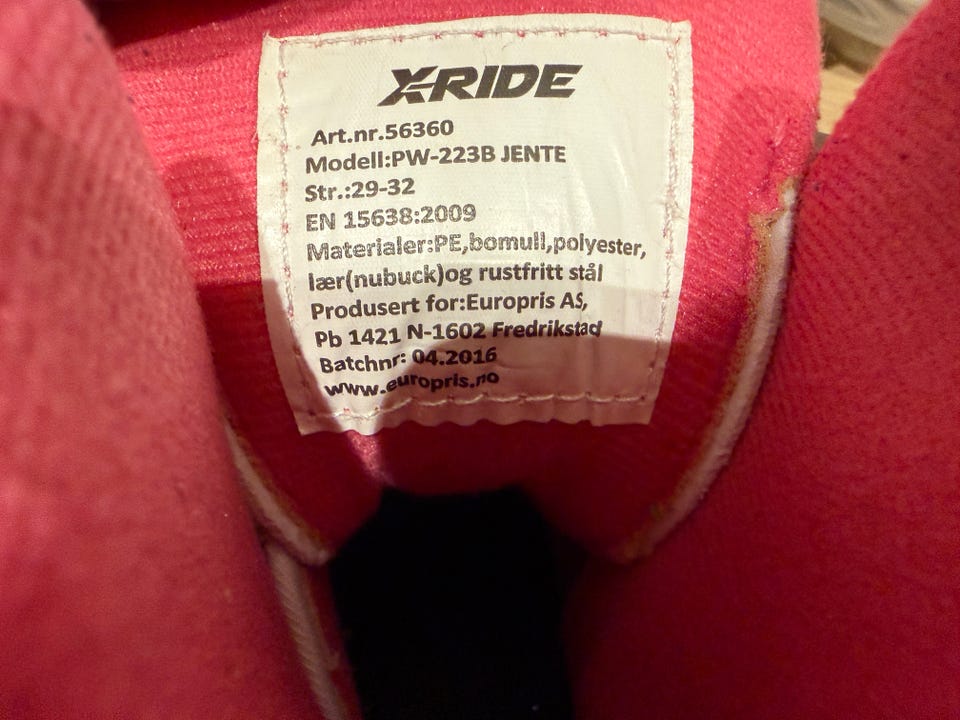 X-RIDE
Art.nr.56360
Modell:PW-223B JENTE
Str.:29-32
EN 15638:2009
Materialer:PE,bomull,polyester,
lær(nubuck)og rustfritt stål
Produsert for:Europris AS,
Pb 1421 N-1602 Fredrikstad
Batchnr: 04.2016
www.europris.no